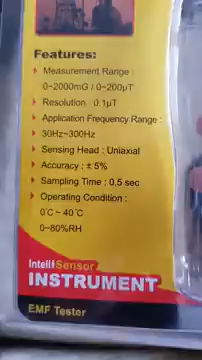 Features:
Measurement Range :
0~2000mG / 0~200µT
Resolution 0.1µT
Application Frequency Range :
30Hz~300Hz
Sensing Head : Uniaxial
Accuracy : ± 5%
Sampling Time : 0.5 sec
Operating Condition :
0℃ ~ 40℃
0~80%RH
IntelliSensor
INSTRUMENT
EMF Tester